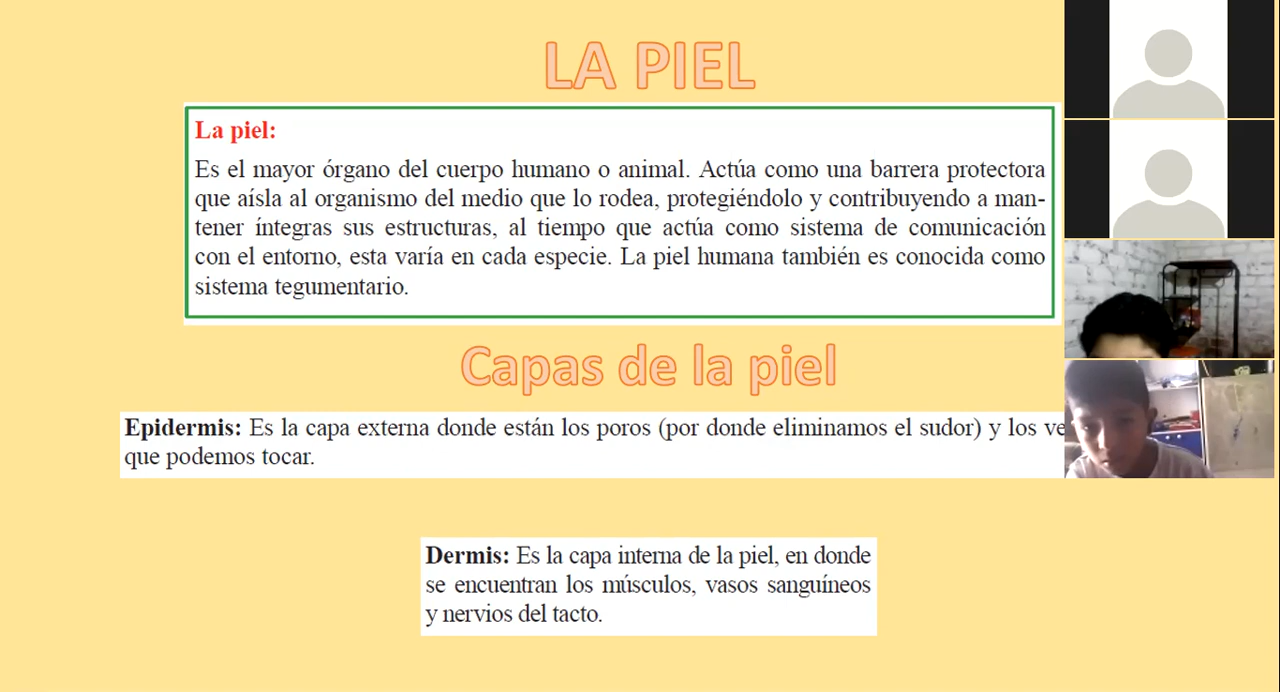 LA PIEL
La piel:
Es el mayor órgano del cuerpo humano o animal. Actúa como una barrera protectora
que aísla al organismo del medio que lo rodea, protegiéndolo y contribuyendo a man-
tener íntegras sus estructuras, al tiempo que actúa como sistema de comunicación
con el entorno, esta varía en cada especie. La piel humana también es conocida como
sistema tegumentario.
Capas de la piel
Epidermis: Es la capa externa donde están los poros (por donde eliminamos el sudor) y los
que podemos tocar.
Dermis: Es la capa interna de la piel, en donde
se encuentran los músculos, vasos sanguíneos
y nervios del tacto.